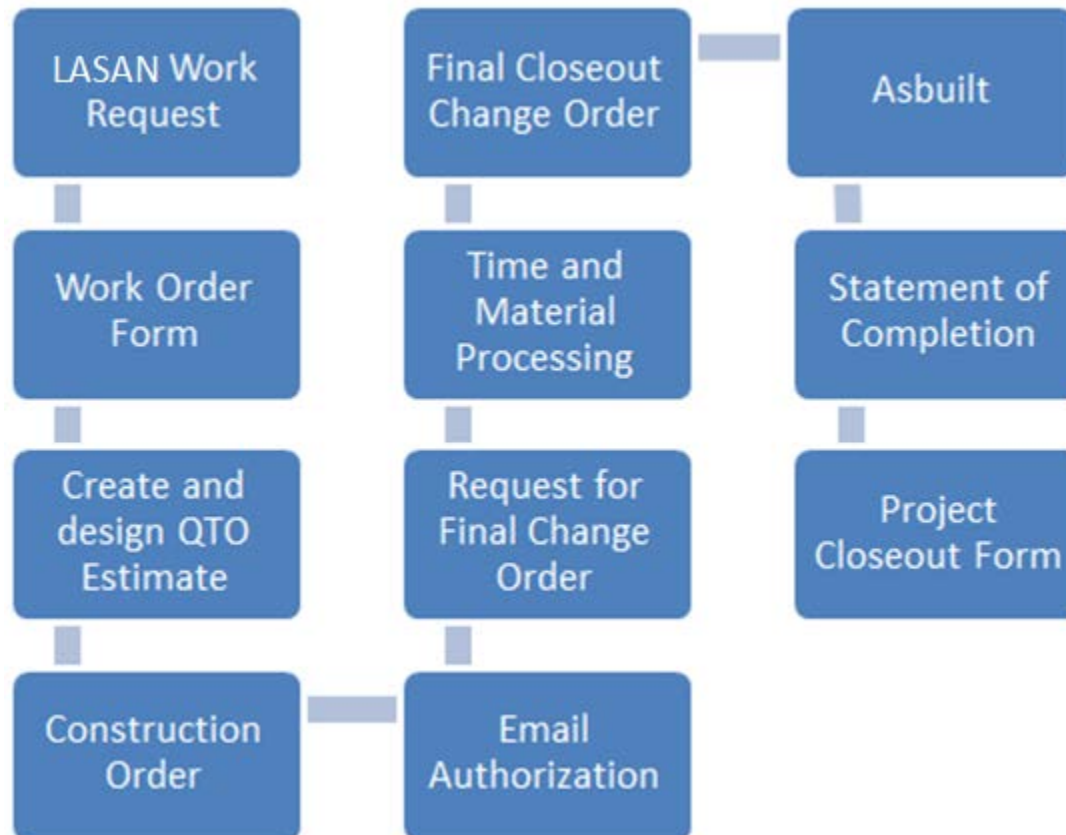 LASAN Work
Request
Work Order
Form
Create and
design QTO
Estimate
Construction
Order
Email
Authorization
Request for
Final Change
Order
Time and
Material
Processing
Final Closeout
Change Order
Asbuilt
Statement of
Completion
Project
Closeout Form